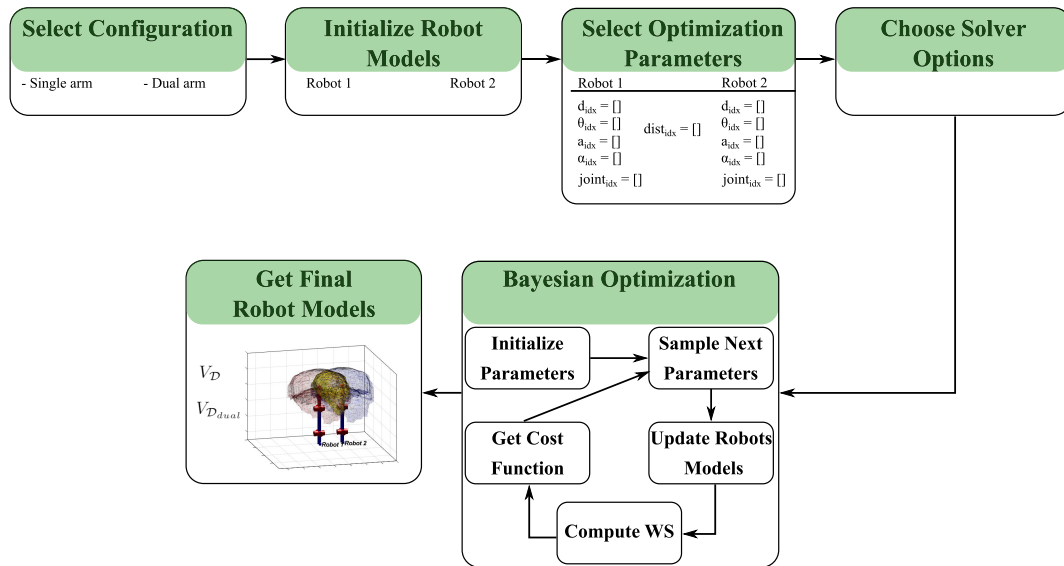 Select Configuration
- Single arm
- Dual arm
Initialize Robot
Models
Robot 1
Robot 2
Select Optimization
Parameters
Robot 1
Robot 2
d_idx = []
θ_idx = []
a_idx = []
α_idx = []
joint_idx = []
dist_idx = []
d_idx = []
θ_idx = []
a_idx = []
α_idx = []
joint_idx = []
Choose Solver
Options
Get Final
Robot Models
V_𝒟
V_𝒟_dual
Robot
Robot 2
Bayesian Optimization
Initialize
Parameters
Sample Next
Parameters
Get Cost
Function
Update Robots
Models
Compute WS